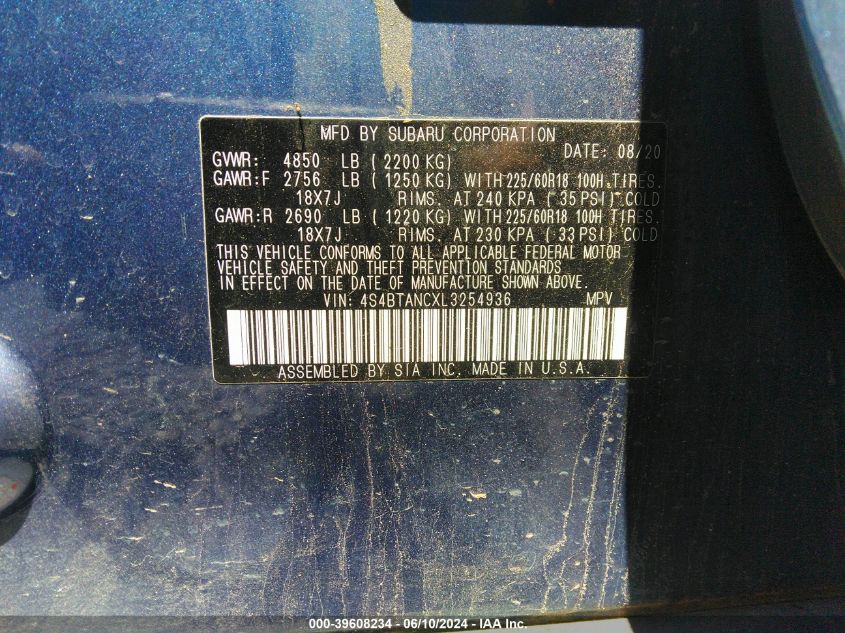 MFD BY SUBARU CORPORATION
DATE: 08/20
GVWR: 4850 LB ( 2200 KG)
GAWR:F 2756 LB ( 1250 KG) WITH 225/60R18 100H TIRES.
18X7J RIMS. AT 240 KPA ( 35 PSI) COLD
GAWR:R 2690 LB ( 1220 KG) WITH 225/60R18 100H TIRES.
18X7J RIMS. AT 230 KPA ( 33 PSI) COLD
THIS VEHICLE CONFORMS TO ALL APPLICABLE FEDERAL MOTOR
VEHICLE SAFETY AND THEFT PREVENTION STANDARDS
IN EFFECT ON THE DATE OF MANUFACTURE SHOWN ABOVE.
VIN: 4S4BTANCXL3254936 MPV
ASSEMBLED BY SIA INC. MADE IN U.S.A.
000-39608234 - 06/10/2024 - IAA Inc.